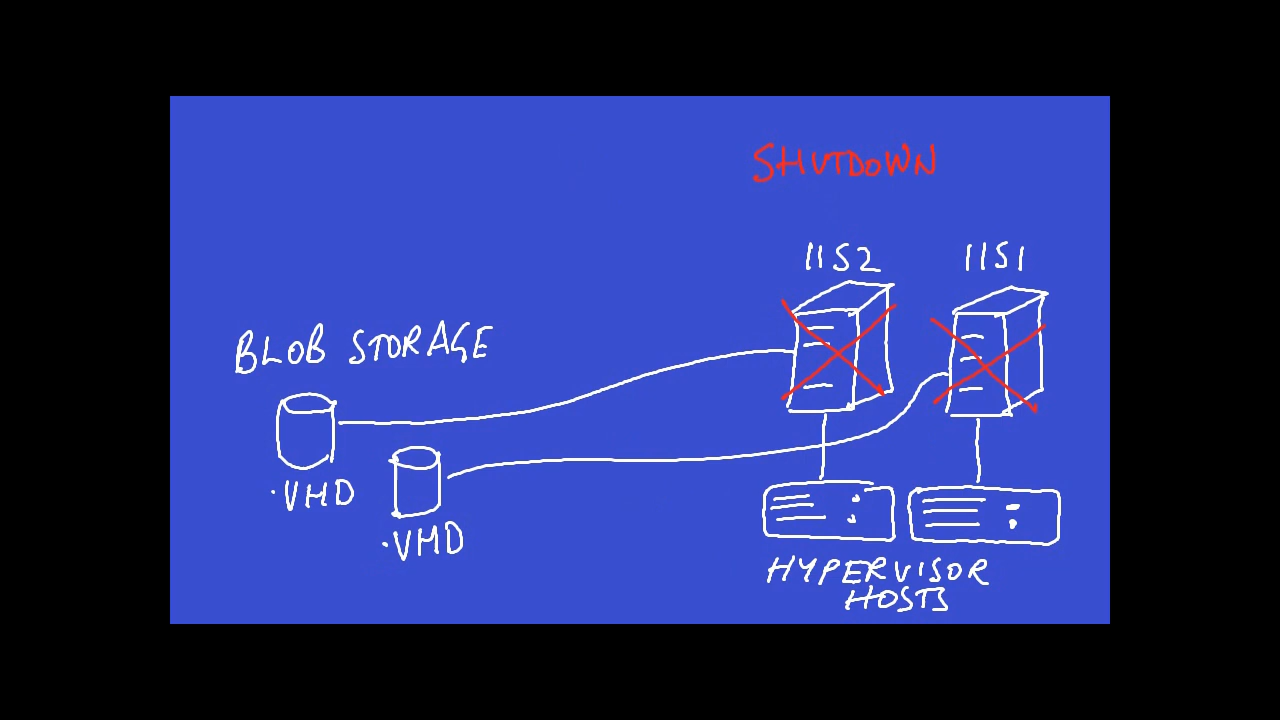 SHUTDOWN
IIS2
IIS1
BLOB STORAGE
.VHD
.VHD
HYPERVISOR
HOSTS